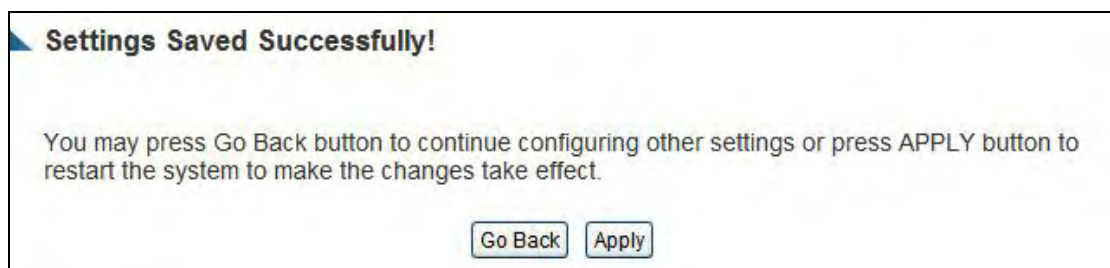 Settings Saved Successfully!
You may press Go Back button to continue configuring other settings or press APPLY button to
restart the system to make the changes take effect.
Go Back Apply